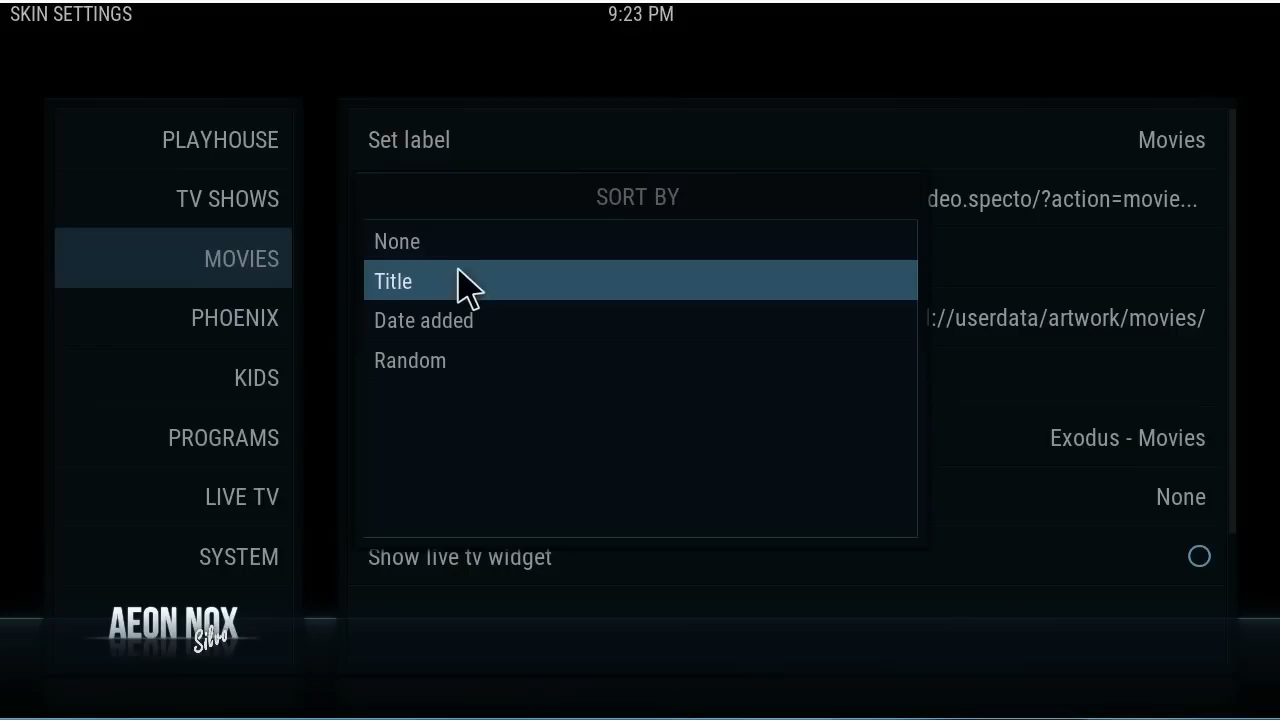 SKIN SETTINGS
9:23 PM
PLAYHOUSE
TV SHOWS
MOVIES
PHOENIX
KIDS
PROGRAMS
LIVE TV
SYSTEM
AEON NOX
Silvo
Set label
Movies
SORT BY
None
Title
Date added
Random
deo.specto/?action=movie...
://userdata/artwork/movies/
Exodus - Movies
None
Show live tv widget